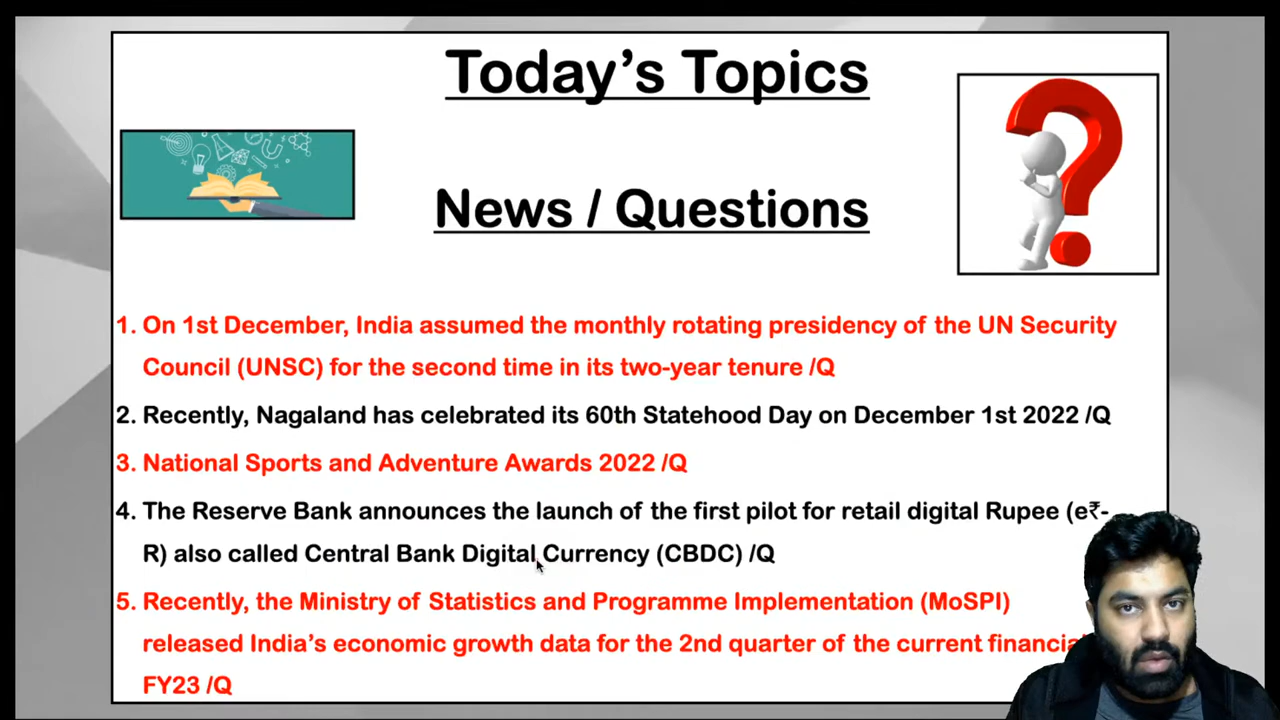 Today’s Topics
News / Questions
1. On 1st December, India assumed the monthly rotating presidency of the UN Security
Council (UNSC) for the second time in its two-year tenure /Q
2. Recently, Nagaland has celebrated its 60th Statehood Day on December 1st 2022 /Q
3. National Sports and Adventure Awards 2022 /Q
4. The Reserve Bank announces the launch of the first pilot for retail digital Rupee (e₹-
R) also called Central Bank Digital Currency (CBDC) /Q
5. Recently, the Ministry of Statistics and Programme Implementation (MoSPI)
released India’s economic growth data for the 2nd quarter of the current
FY23 /Q